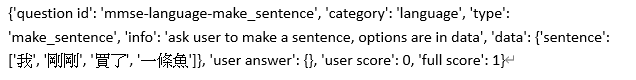 {'question id': 'mmse-language-make_sentence', 'category': 'language', 'type':
'make_sentence', 'info': 'ask user to make a sentence, options are in data', 'data': {'sentence':
['我', '剛剛', '買了', '一條魚']}, 'user answer': {}, 'user score': 0, 'full score': 1}